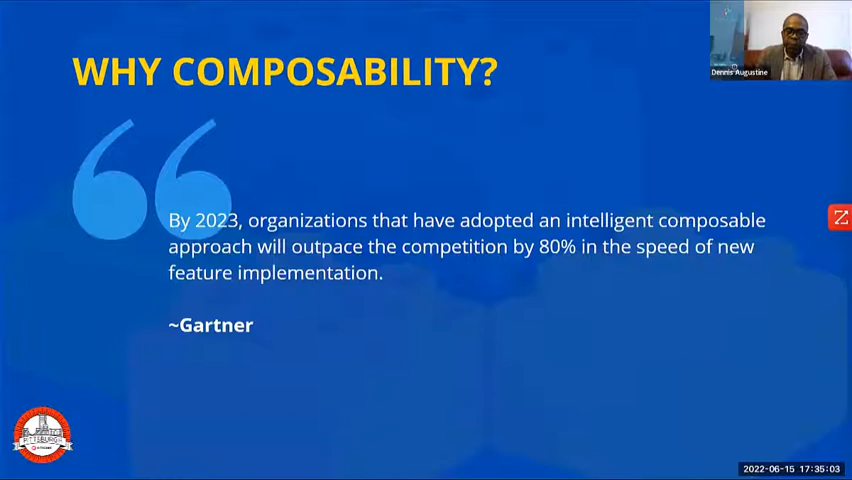 WHY COMPOSABILITY?
Dennis Augustine
By 2023, organizations that have adopted an intelligent composable
approach will outpace the competition by 80% in the speed of new
feature implementation.
~Gartner
PITTSBURGH
2022-06-15 17:35:03